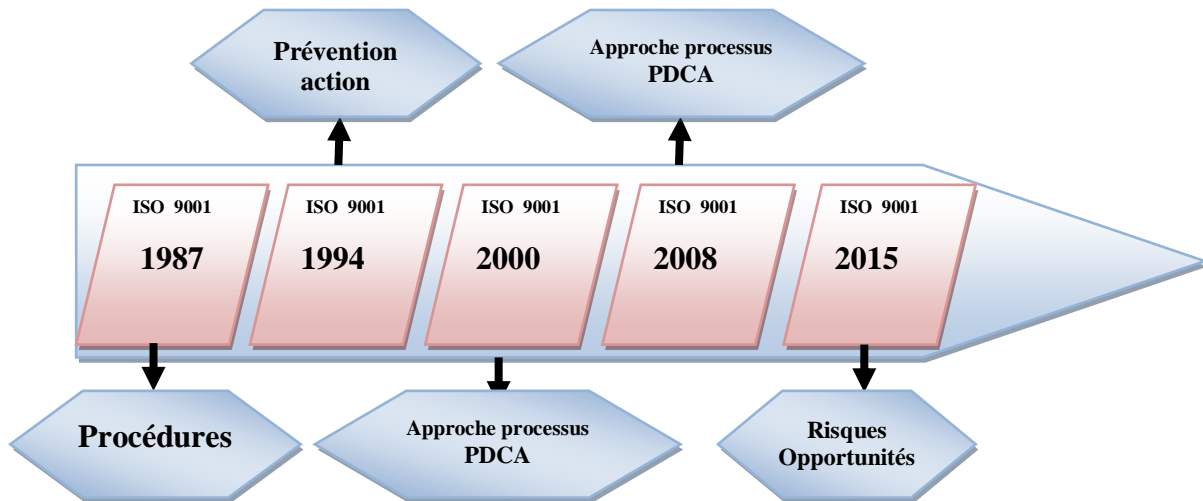 Prévention
action
Approche processus
PDCA
ISO 9001
1987
ISO 9001
1994
ISO 9001
2000
ISO 9001
2008
ISO 9001
2015
Procédures
Approche processus
PDCA
Risques
Opportunités